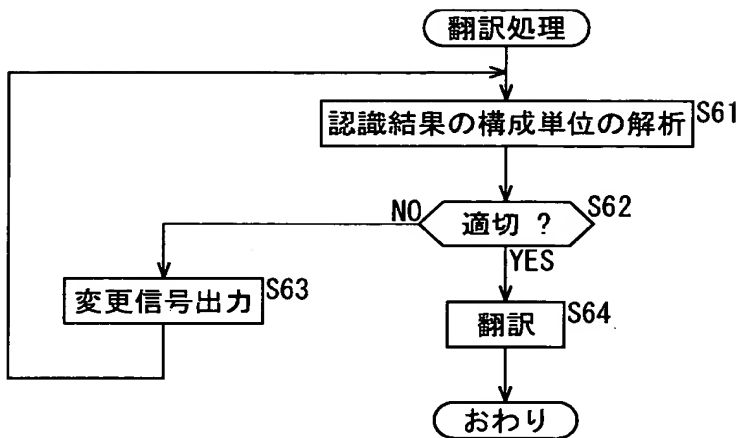 翻訳処理
認識結果の構成単位の解析 S61
NO 適切 ? S62
YES
変更信号出力 S63
翻訳 S64
おわり